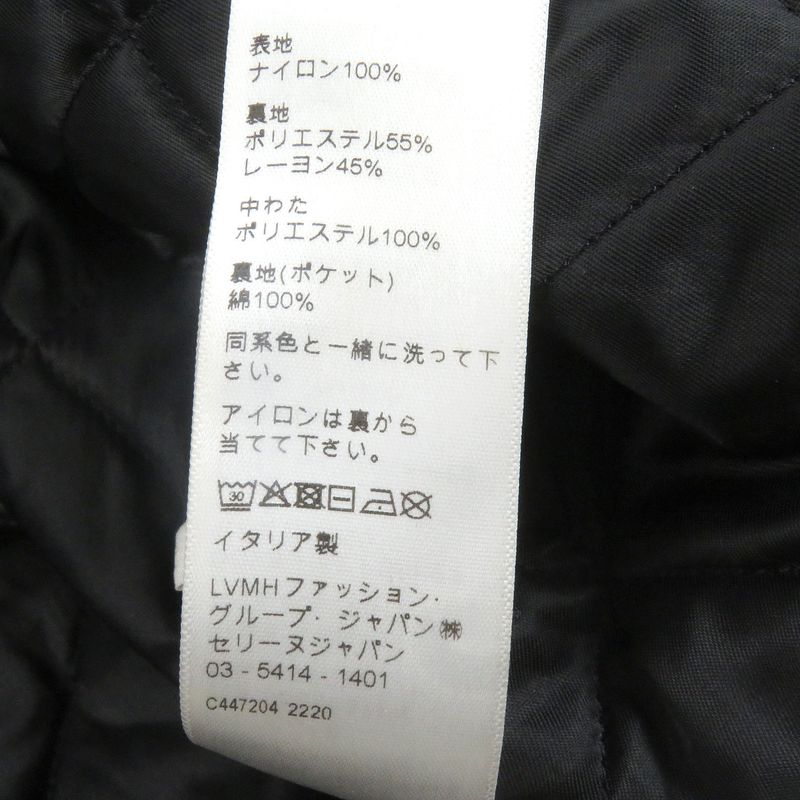 表地
ナイロン100%
裏地
ポリエステル55%
レーヨン45%
中わた
ポリエステル100%
裏地(ポケット)
綿100%
同系色と一緒に洗って下
さい。
アイロンは裏から
当てて下さい。
30
イタリア製
LVMHファッション·
グループ·ジャパン㈱
セリーヌジャパン
03 - 5414 - 1401
C447204 2220